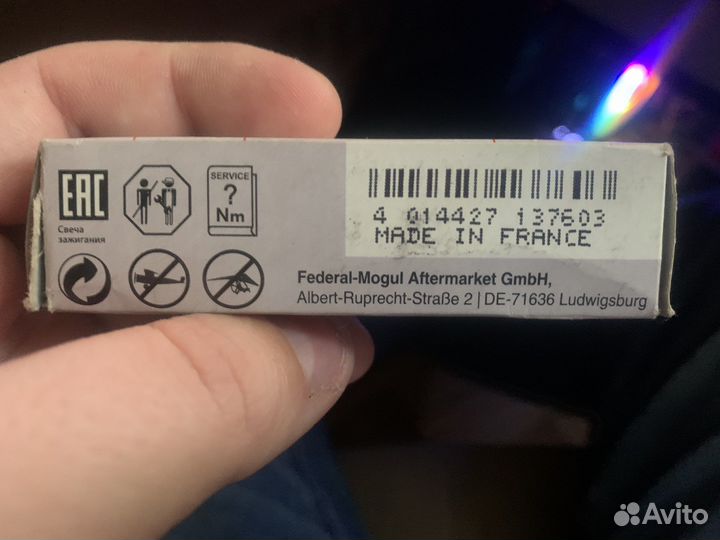 EAC
Свеча
зажигания
SERVICE
?
Nm
4 014427 137603
MADE IN FRANCE
Federal-Mogul Aftermarket GmbH,
Albert-Ruprecht-Straße 2 | DE-71636 Ludwigsburg
Avito